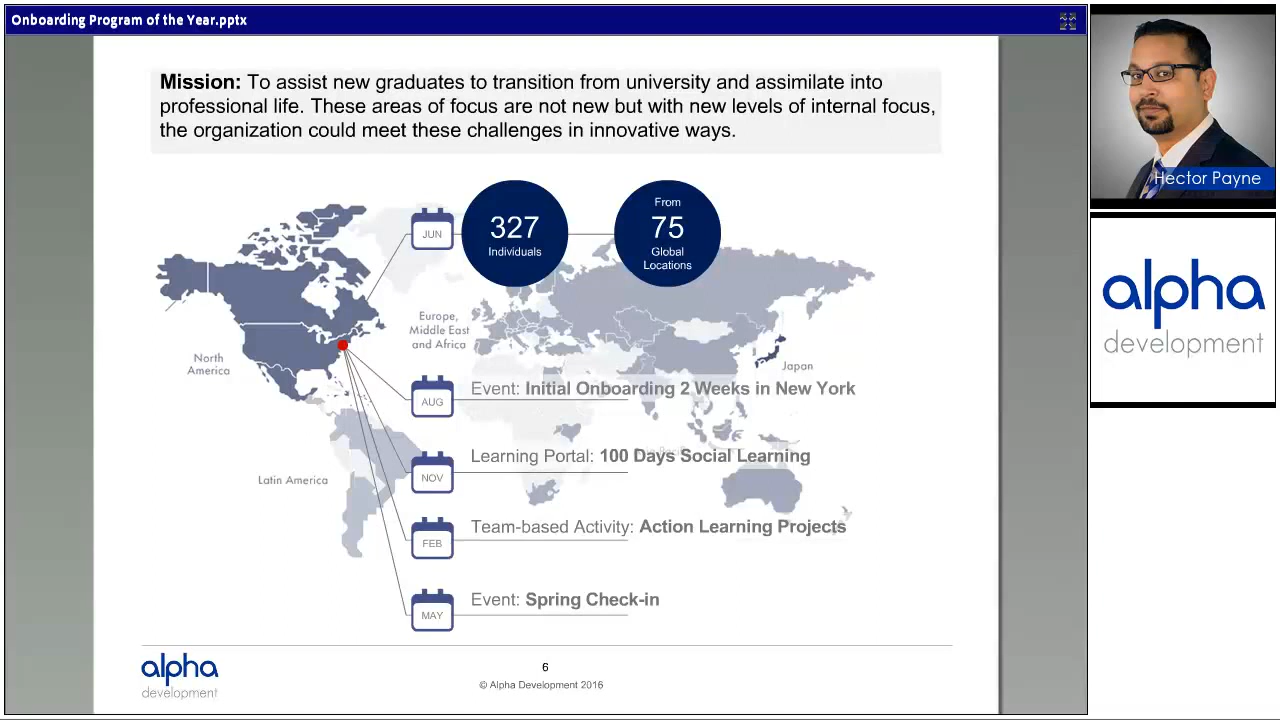 Onboarding Program of the Year.pptx
Mission: To assist new graduates to transition from university and assimilate into
professional life. These areas of focus are not new but with new levels of internal focus,
the organization could meet these challenges in innovative ways.
JUN
327
Individuals
From
75
Global
Locations
Europe,
Middle East
and Africa
North
America
Japan
AUG
Event: Initial Onboarding 2 Weeks in New York
Learning Portal: 100 Days Social Learning
NOV
Latin America
Team-based Activity: Action Learning Projects
FEB
Event: Spring Check-in
MAY
alpha
development
6
© Alpha Development 2016
Hector Payne
alpha
development